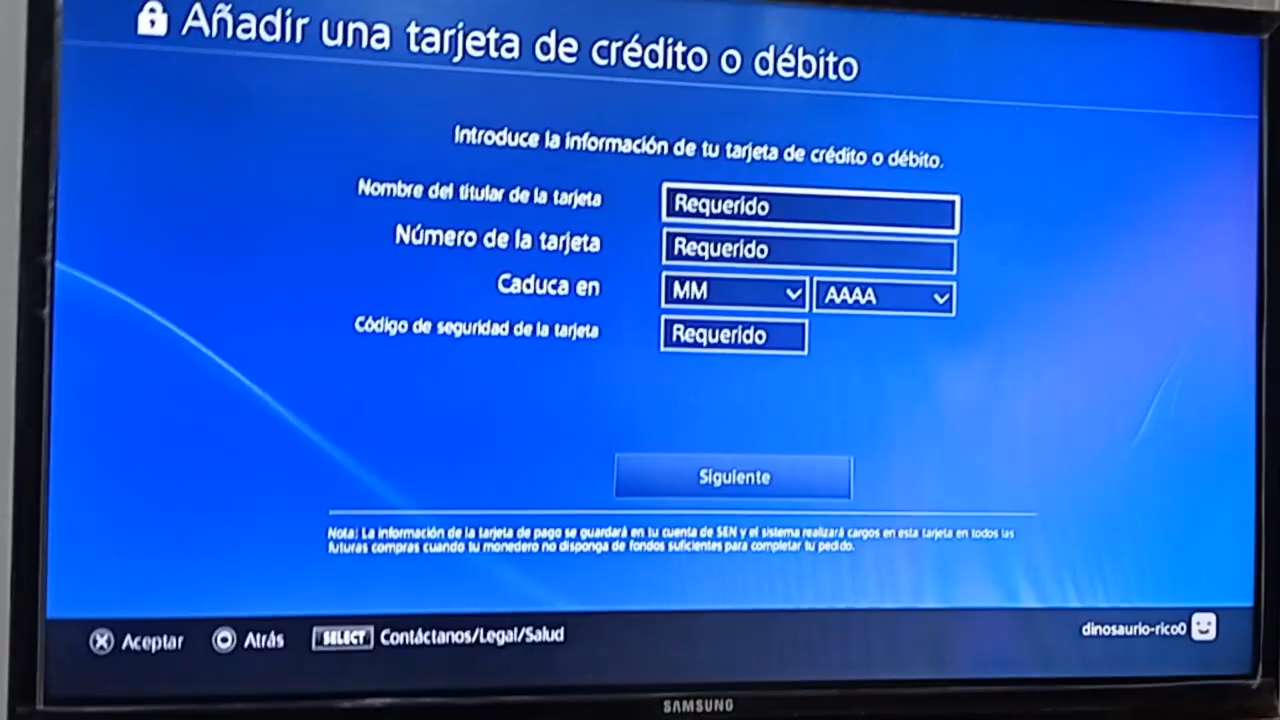 Añadir una tarjeta de crédito o débito
Introduce la información de tu tarjeta de crédito o débito.
Nombre del titular de la tarjeta Requerido
Número de la tarjeta Requerido
Caduca en MM AAAA
Código de seguridad de la tarjeta Requerido
Siguiente
Nota: La información de la tarjeta de pago se guardará en tu cuenta de SEN y el sistema realizará cargos en esta tarjeta en todos las
futuras compras cuando tu monedero no disponga de fondos suficientes para completar tu pedido.
Aceptar Atrás SELECT Contáctanos/Legal/Salud dinosaurio-rico0
SAMSUNG